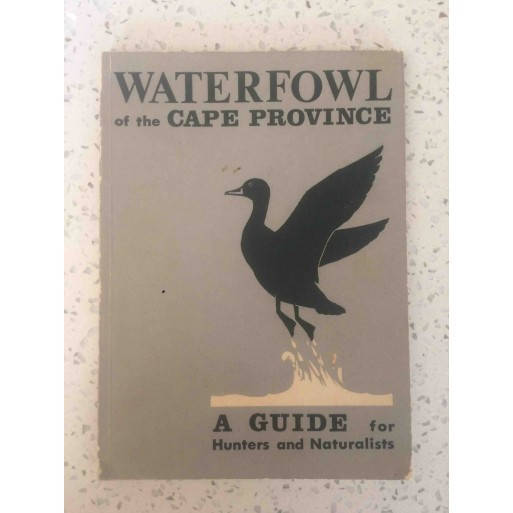 WATERFOWL
of the CAPE PROVINCE
A GUIDE for
Hunters and Naturalists